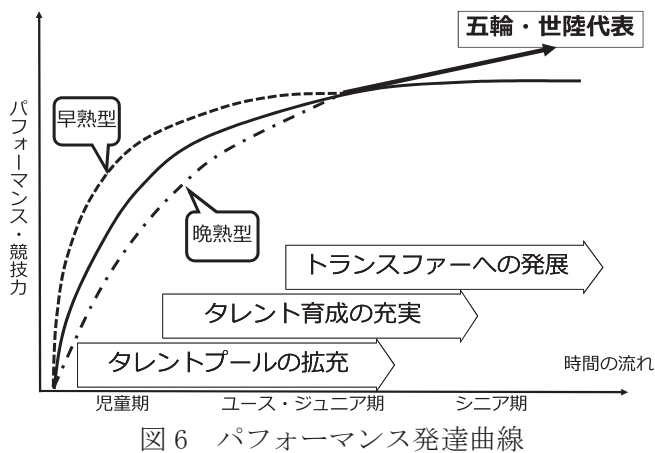 五輪・世陸代表
早熟型
パフォーマンス・競技力
晩熟型
トランスファーへの発展
タレント育成の充実
タレントプールの拡充
時間の流れ
児童期 ユース・ジュニア期 シニア期
図6 パフォーマンス発達曲線